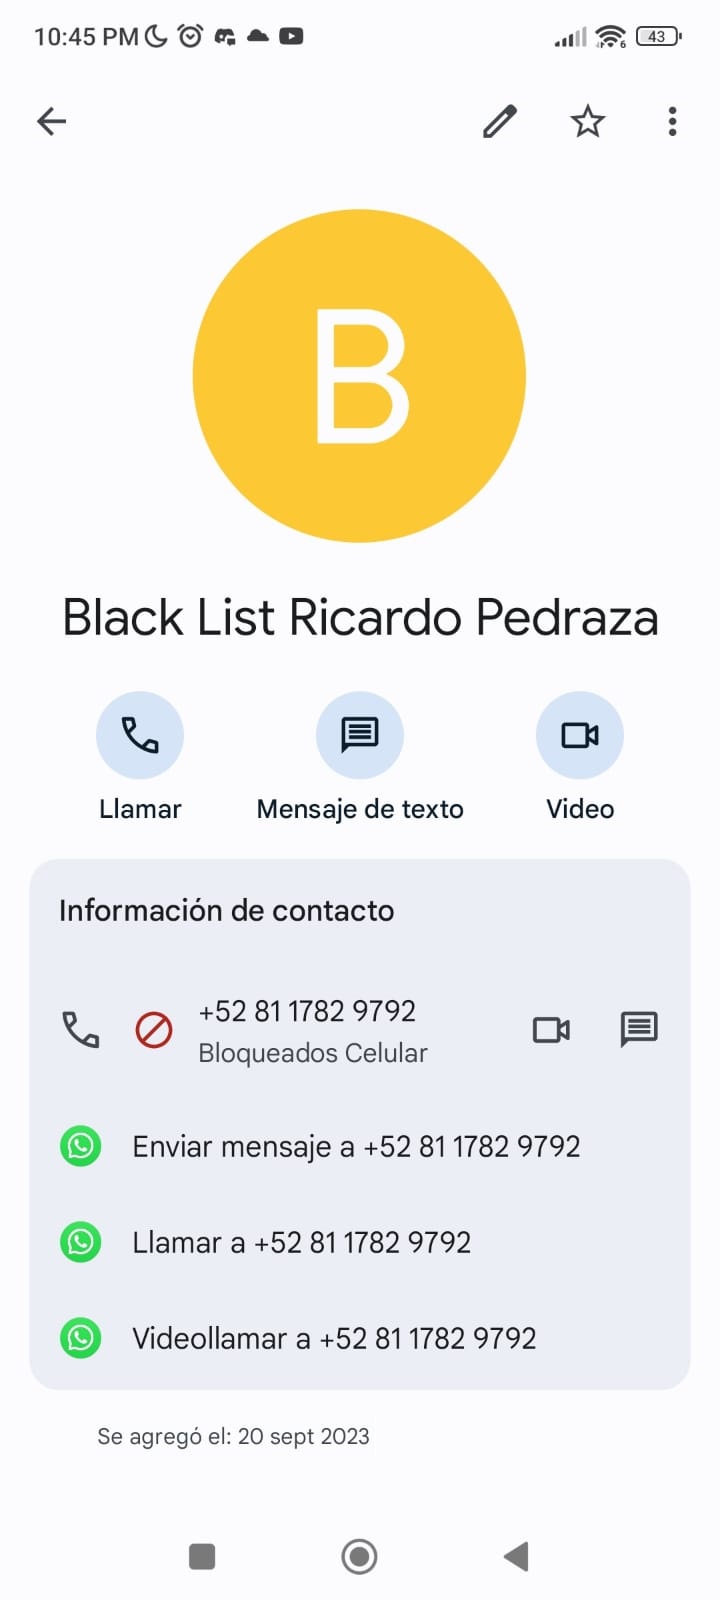 10:45 PM
43
B
Black List Ricardo Pedraza
Llamar
Mensaje de texto
Video
Información de contacto
+52 81 1782 9792
Bloqueados Celular
Enviar mensaje a +52 81 1782 9792
Llamar a +52 81 1782 9792
Videollamar a +52 81 1782 9792
Se agregó el: 20 sept 2023